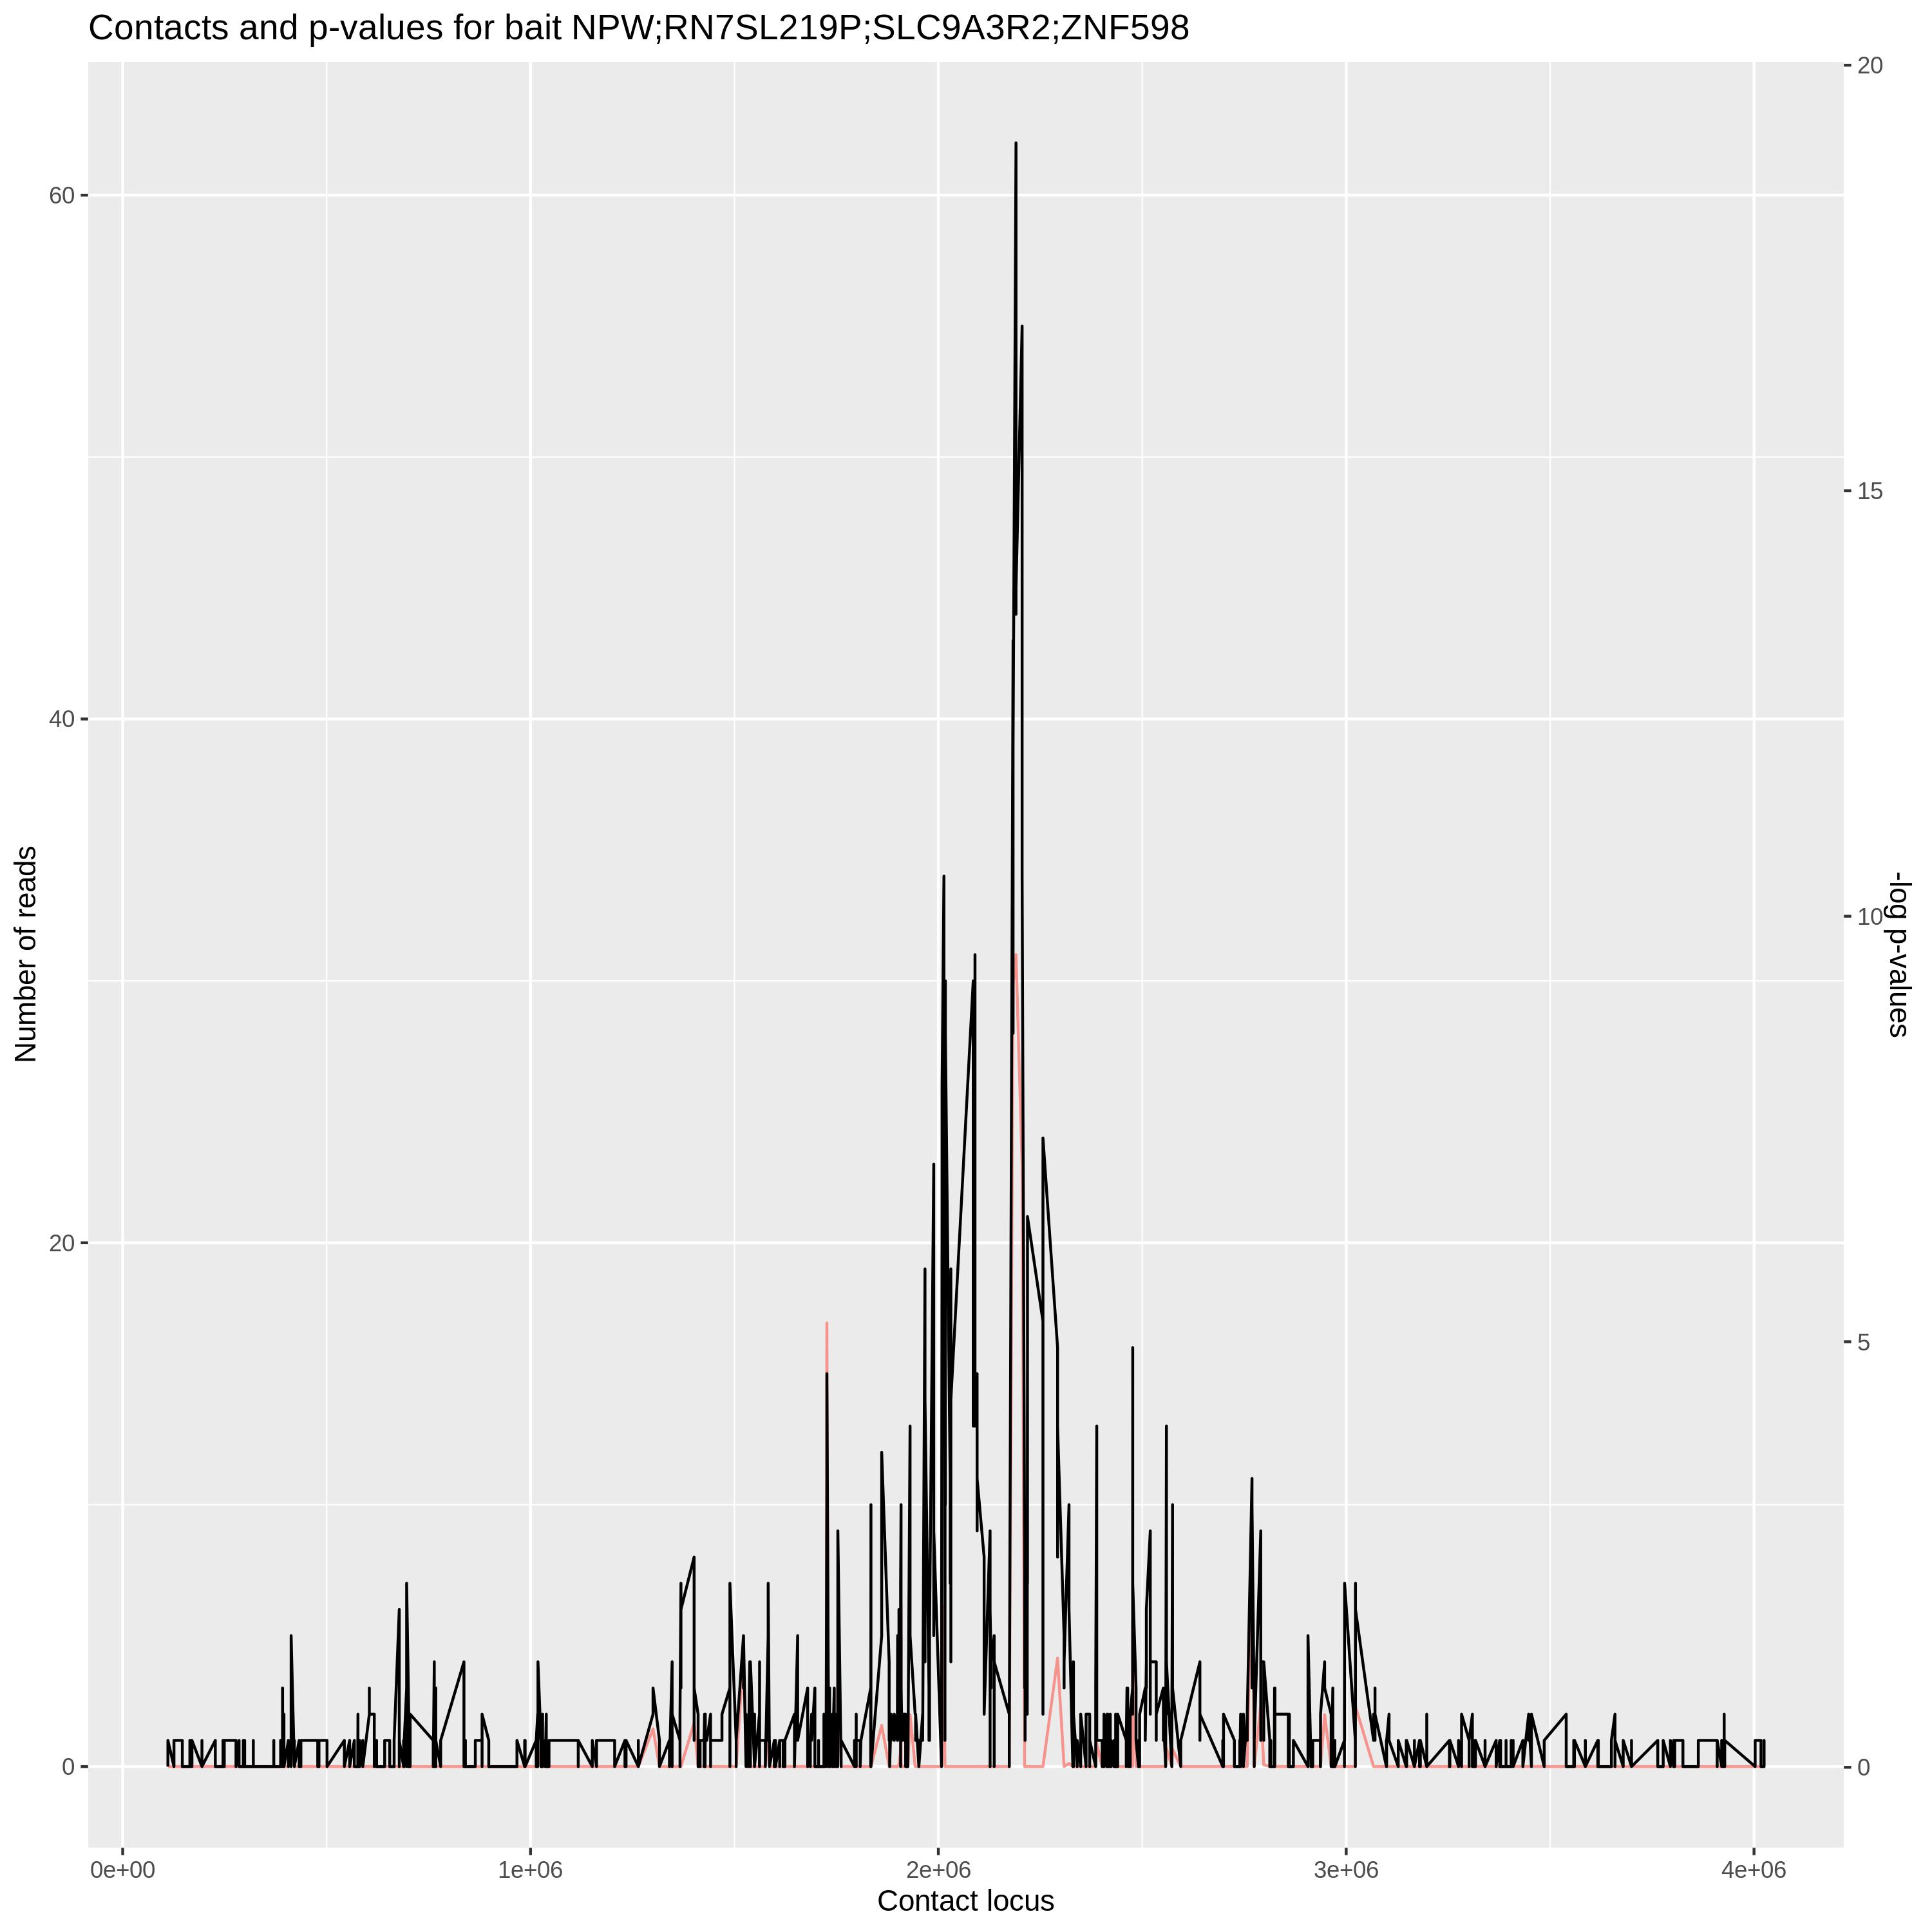 Contacts and p-values for bait NPW;RN7SL219P;SLC9A3R2;ZNF598
20
60
15
40
Number of reads
10
-log p-values
20
5
0
0
0e+00
1e+06
2e+06
3e+06
4e+06
Contact locus